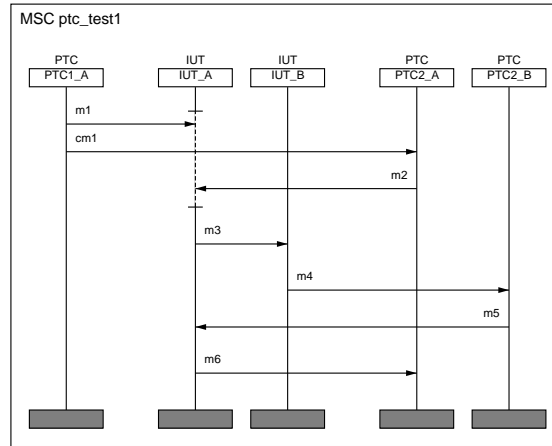 MSC ptc_test1
PTC IUT IUT PTC PTC
PTC1_A IUT_A IUT_B PTC2_A PTC2_B
m1
cm1
m2
m3
m4
m5
m6